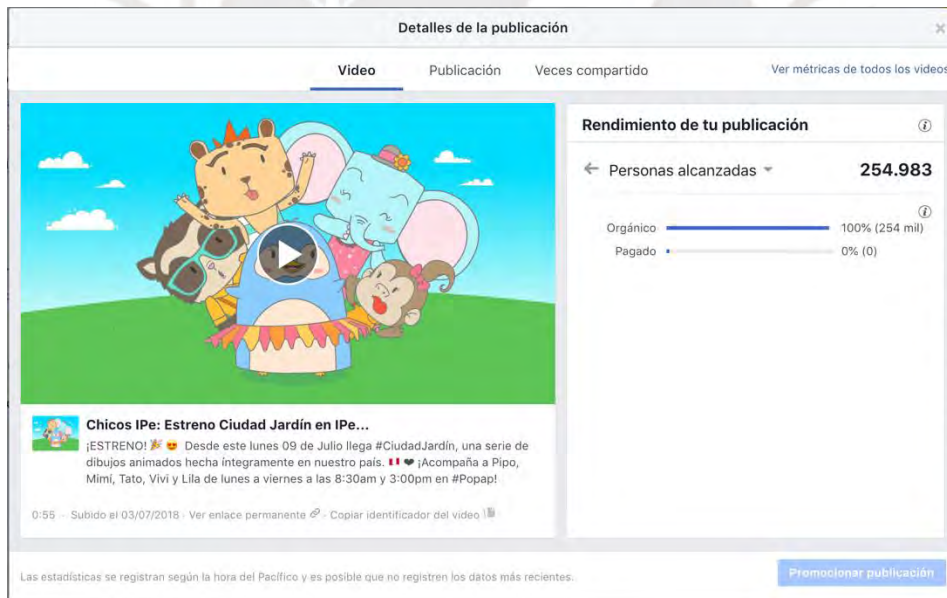 Detalles de la publicación
Video Publicación Veces compartido Ver métricas de todos los videos
Rendimiento de tu publicación
Personas alcanzadas 254.983
Orgánico 100% (254 mil)
Pagado 0% (0)
Chicos IPe: Estreno Ciudad Jardín en IPe...
¡ESTRENO! 🎉 😍 Desde este lunes 09 de Julio llega #CiudadJardín, una serie de
dibujos animados hecha íntegramente en nuestro país. 🇵🇪 ❤ ¡Acompaña a Pipo,
Mimí, Tato, Vivi y Lila de lunes a viernes a las 8:30am y 3:00pm en #Popap!
0:55 · Subido el 03/07/2018 · Ver enlace permanente · Copiar identificador del video
Las estadísticas se registran según la hora del Pacífico y es posible que no registren los datos más recientes.
Promocionar publicación